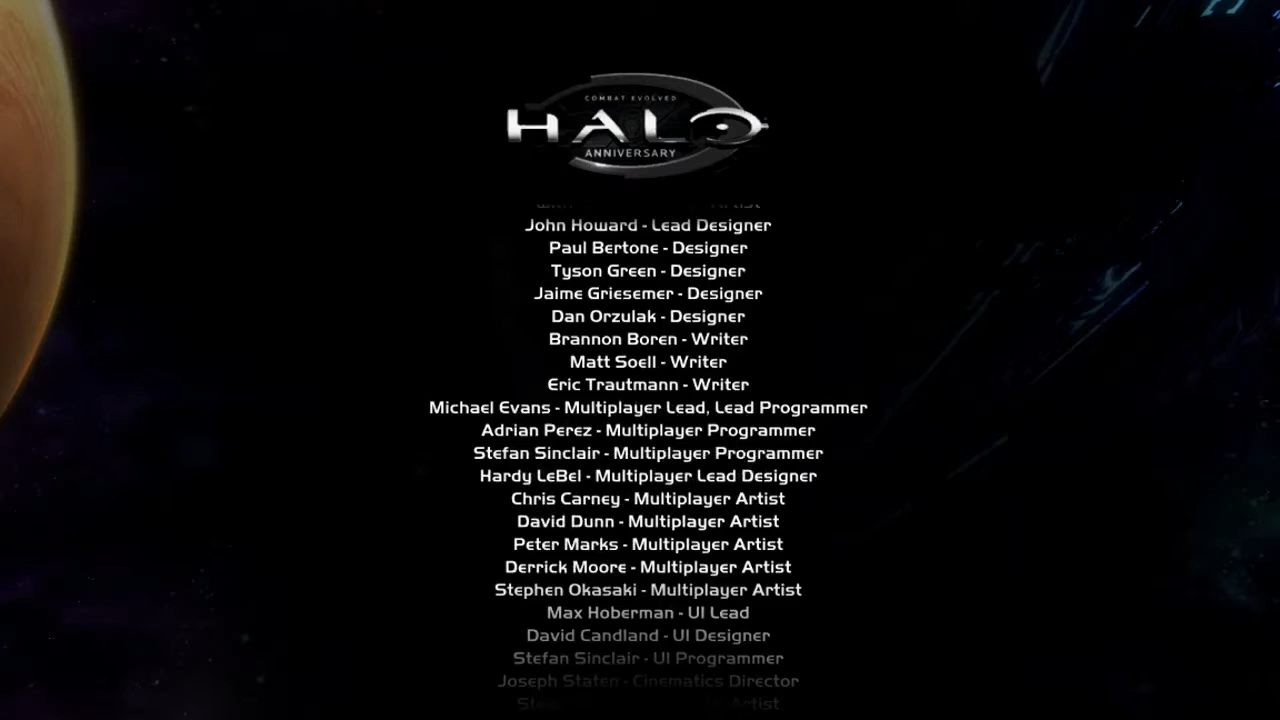 COMBAT EVOLVED
HALO
ANNIVERSARY
Artist
John Howard - Lead Designer
Paul Bertone - Designer
Tyson Green - Designer
Jaime Griesemer - Designer
Dan Orzulak - Designer
Brannon Boren - Writer
Matt Soell - Writer
Eric Trautmann - Writer
Michael Evans - Multiplayer Lead, Lead Programmer
Adrian Perez - Multiplayer Programmer
Stefan Sinclair - Multiplayer Programmer
Hardy LeBel - Multiplayer Lead Designer
Chris Carney - Multiplayer Artist
David Dunn - Multiplayer Artist
Peter Marks - Multiplayer Artist
Derrick Moore - Multiplayer Artist
Stephen Okasaki - Multiplayer Artist
Max Hoberman - UI Lead
David Candland - UI Designer
Stefan Sinclair - UI Programmer
Joseph Staten - Cinematics Director
Artist